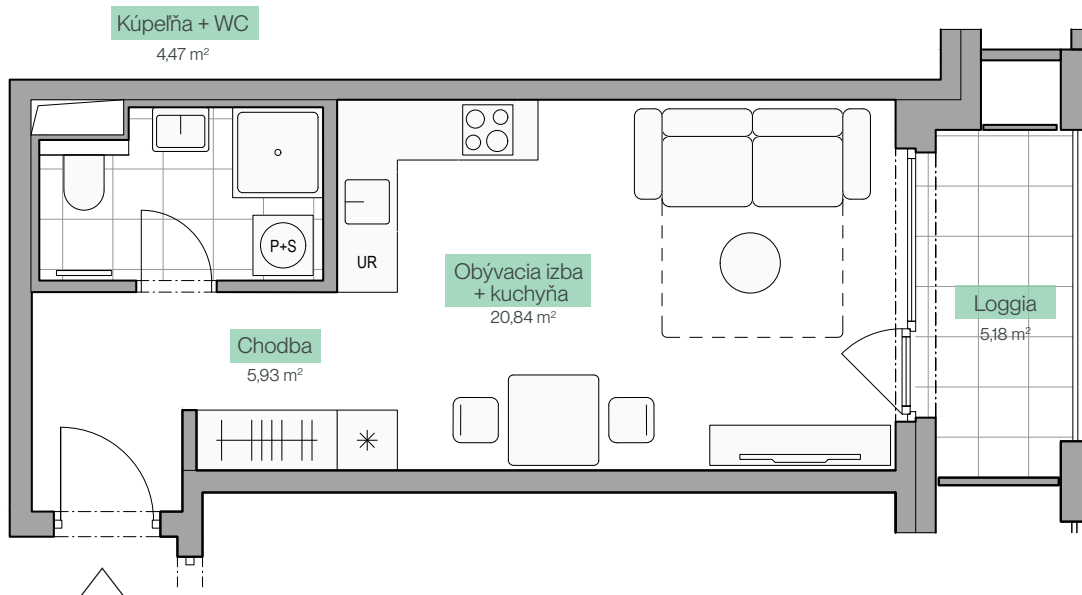 Kúpeľňa + WC
4,47 m²
P+S
UR
Obývacia izba
+ kuchyňa
20,84 m²
Loggia
5,18 m²
Chodba
5,93 m²